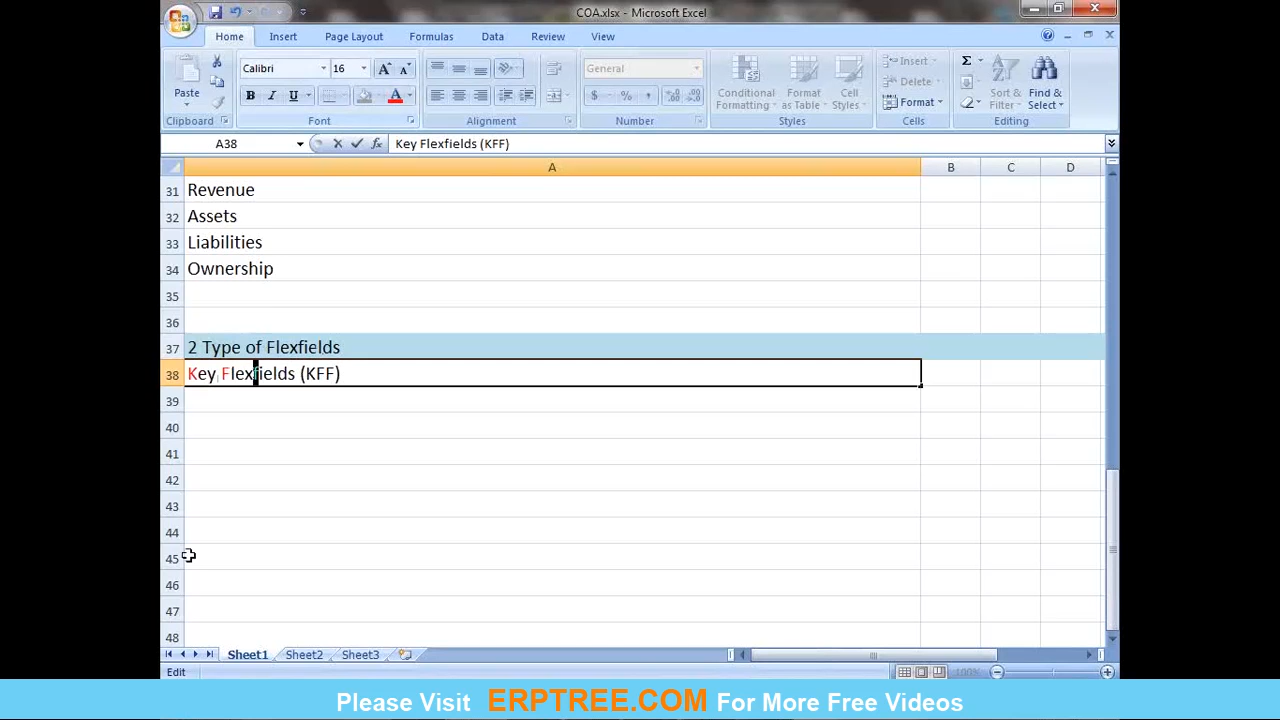 COA.xlsx - Microsoft Excel
Home Insert Page Layout Formulas Data Review View
Paste
Clipboard
Calibri 16
B I U
Font
Alignment
General
$ % ,
Number
Conditional Formatting
Format as Table
Cell Styles
Styles
Insert
Delete
Format
Cells
Sort & Filter
Find & Select
Editing
A38 fx Key Flexfields (KFF)
A B C D
31 Revenue
32 Assets
33 Liabilities
34 Ownership
35
36
37 2 Type of Flexfields
38 Key Flexfields (KFF)
39
40
41
42
43
44
45
46
47
48
Sheet1 Sheet2 Sheet3
Edit 100%
Please Visit ERPTREE.COM For More Free Videos